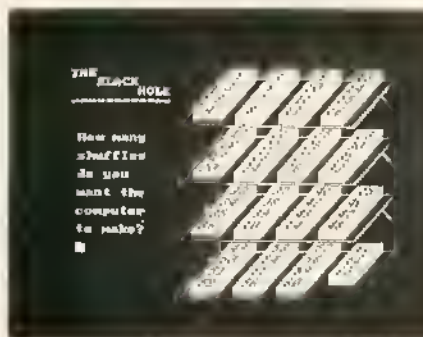 THE
BLACK
HOLE
How many
shuffles
do you
want the
computer
to make?